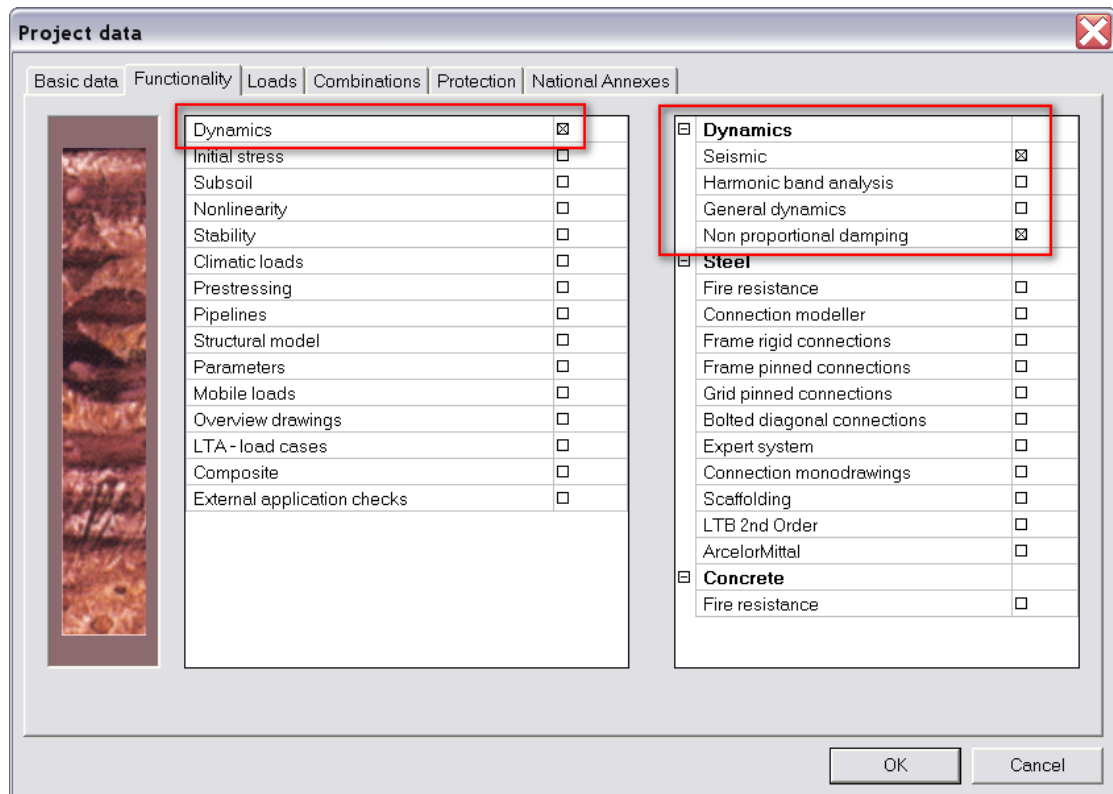 Project data
Basic data Functionality Loads Combinations Protection National Annexes
Dynamics
Initial stress
Subsoil
Nonlinearity
Stability
Climatic loads
Prestressing
Pipelines
Structural model
Parameters
Mobile loads
Overview drawings
LTA - load cases
Composite
External application checks
Dynamics
Seismic
Harmonic band analysis
General dynamics
Non proportional damping
Steel
Fire resistance
Connection modeller
Frame rigid connections
Frame pinned connections
Grid pinned connections
Bolted diagonal connections
Expert system
Connection monodrawings
Scaffolding
LTB 2nd Order
ArcelorMittal
Concrete
Fire resistance
OK Cancel